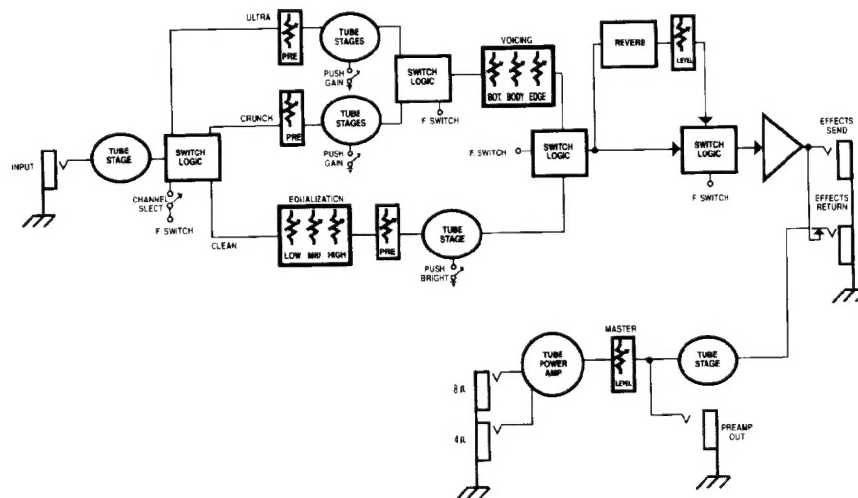 ULTRA
PRE
TUBE
STAGES
PUSH
GAIN
SWITCH
LOGIC
F SWITCH
VOICING
BOT. BODY EDGE
REVERB
LEVEL
CRUNCH
PRE
TUBE
STAGES
PUSH
GAIN
INPUT
TUBE
STAGE
SWITCH
LOGIC
CHANNEL
SLECT
F SWITCH
F. SWITCH
SWITCH
LOGIC
SWITCH
LOGIC
F SWITCH
EFFECTS
SEND
EFFECTS
RETURN
EQUALIZATION
LOW MID HIGH
CLEAN
PRE
TUBE
STAGE
PUSH
BRIGHT
MASTER
TUBE
POWER
AMP
LEVEL
TUBE
STAGE
8Ω
4Ω
PREAMP
OUT